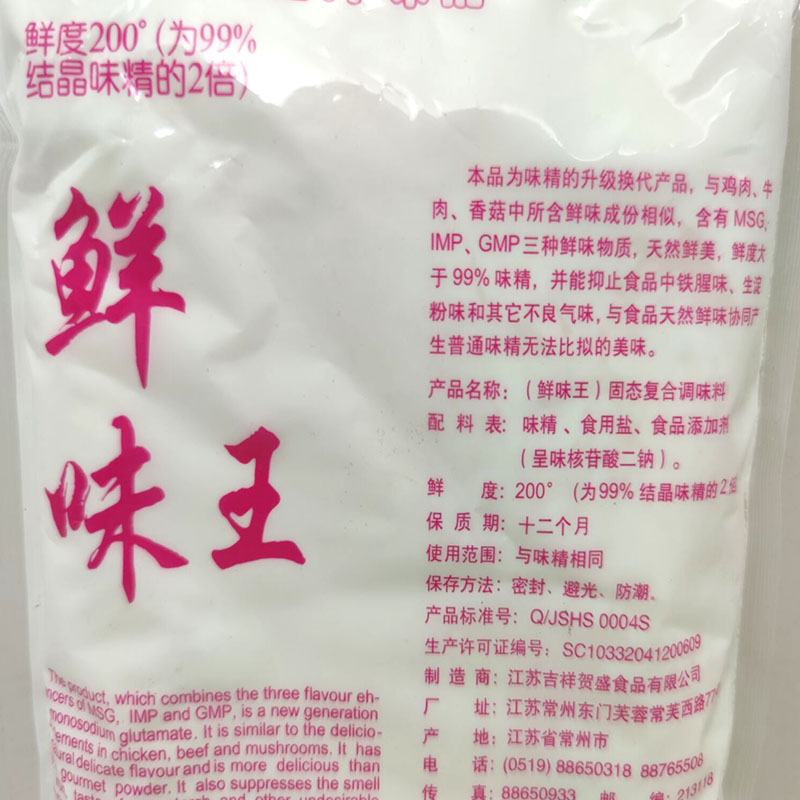 鲜度200°(为99%
结晶味精的2倍)
鲜
味王
本品为味精的升级换代产品，与鸡肉、牛
肉、香菇中所含鲜味成份相似，含有MSG、
IMP、GMP三种鲜味物质，天然鲜美，鲜度大
于99%味精，并能抑止食品中铁腥味、生淀
粉味和其它不良气味，与食品天然鲜味协同产
生普通味精无法比拟的美味。
产品名称：（鲜味王）固态复合调味料
配 料 表：味精、食用盐、食品添加剂
（呈味核苷酸二钠）。
鲜 度：200°（为99%结晶味精的2倍
保 质 期：十二个月
使用范围：与味精相同
保存方法：密封、避光、防潮。
产品标准号：Q/JSHS 0004S
生产许可证编号：SC10332041200609
制 造 商：江苏吉祥贺盛食品有限公司
厂 址：江苏常州东门芙蓉常芙西路
产 地：江苏省常州市
电 话：(0519) 88650318 88765508
传 真：88650933 邮 编：213118
The product, which combines the three flavour eh-
ncers of MSG, IMP and GMP, is a new generation
monosodium glutamate. It is similar to the delicio-
ements in chicken, beef and mushrooms. It has
ural delicate flavour and is more delicious than
gourmet powder. It also suppresses the smell
and other undesirable